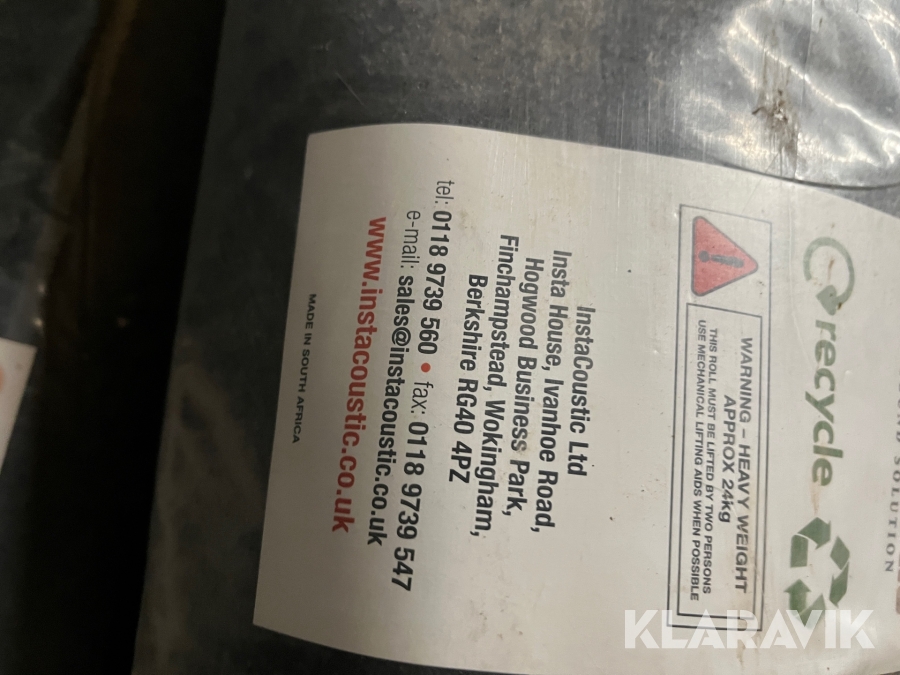 SOLUTION
recycle
WARNING – HEAVY WEIGHT
APPROX 24kg
THIS ROLL MUST BE LIFTED BY TWO PERSONS
USE MECHANICAL LIFTING AIDS WHEN POSSIBLE
InstaCoustic Ltd
Insta House, Ivanhoe Road,
Hogwood Business Park,
Finchampstead, Wokingham,
Berkshire RG40 4PZ
tel: 0118 9739 560 • fax: 0118 9739 547
e-mail: sales@instacoustic.co.uk
www.instacoustic.co.uk
MADE IN SOUTH AFRICA
KLARAVIK